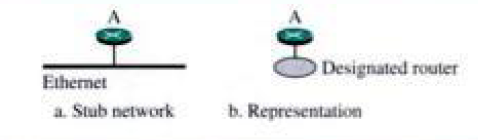 A
A
Ethernet
Designated router
a. Stub network
b. Representation